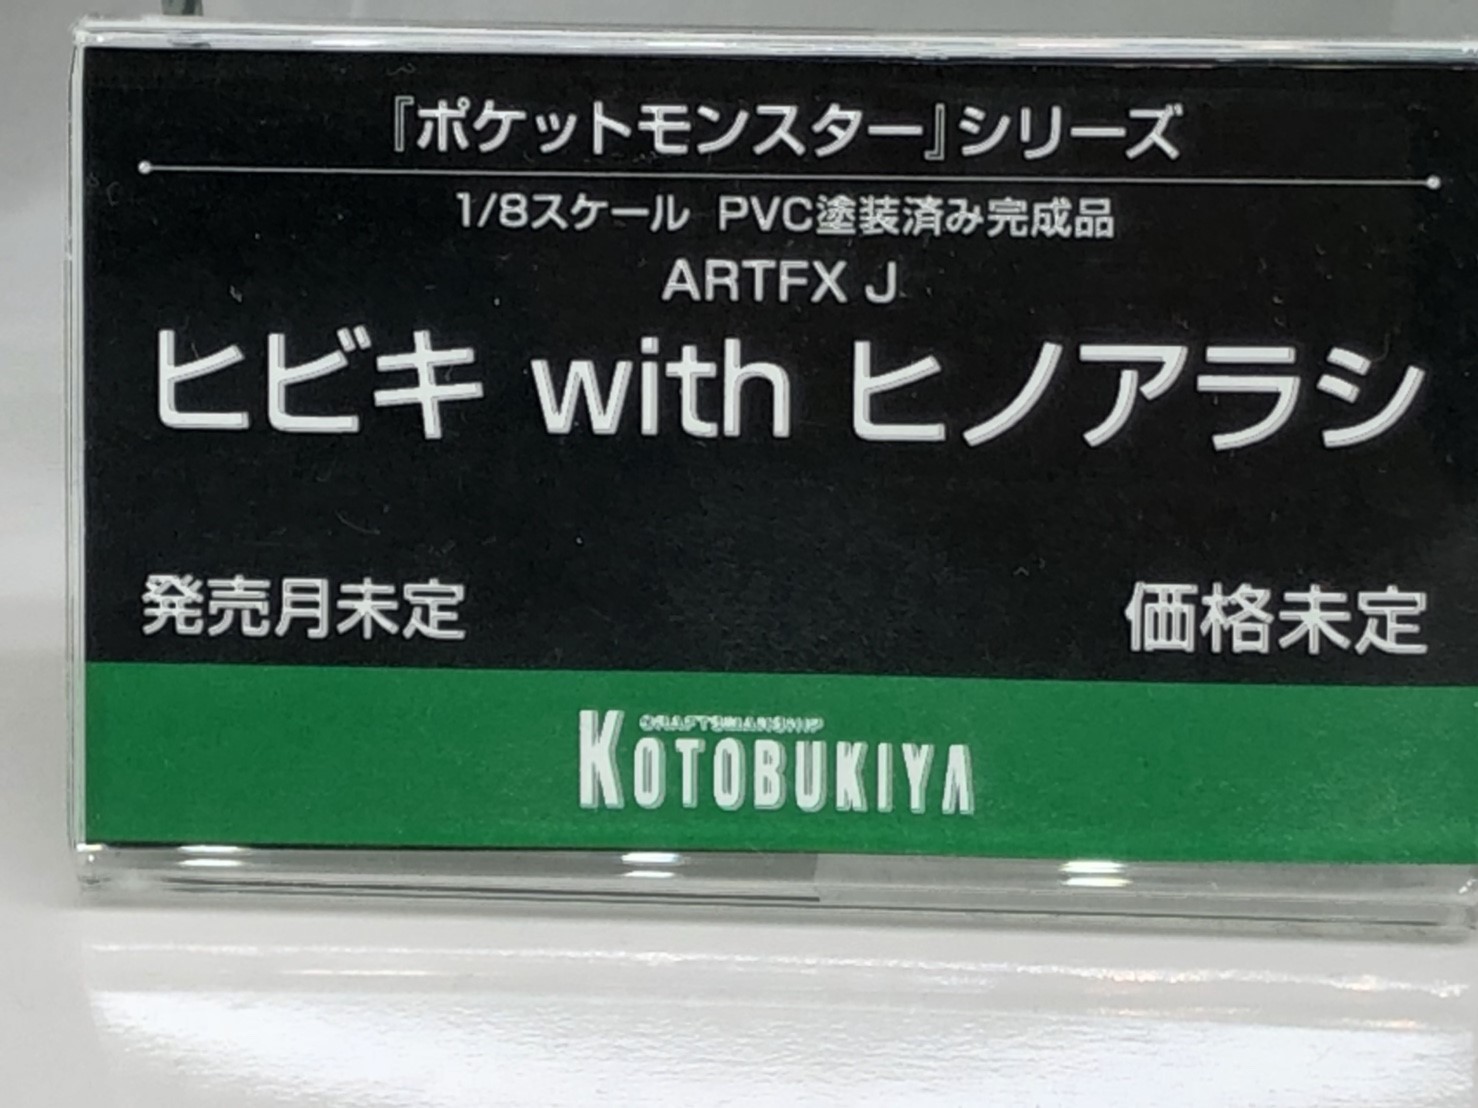 『ポケットモンスター』シリーズ
1/8スケール PVC塗装済み完成品
ARTFX J
ヒビキ with ヒノアラシ
発売月未定
価格未定
CRAFTSMANSHIP
KOTOBUKIYA